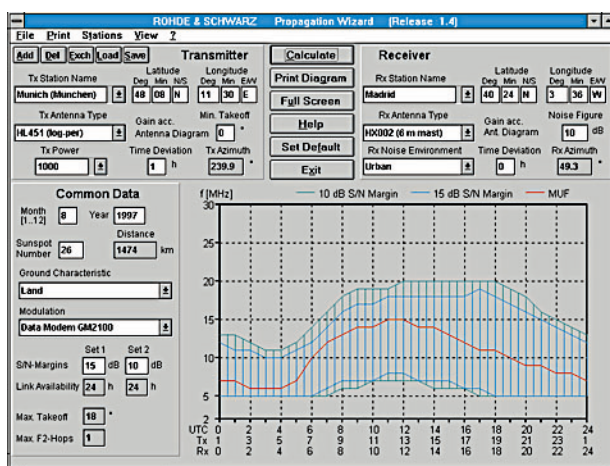 ROHDE & SCHWARZ Propagation Wizard (Release 1.4)
File Print Stations View ?
Add Del Exch Load Save Transmitter
Tx Station Name
Latitude
Deg Min N/S
Longitude
Deg Min E/W
Munich (Munchen) 48 08 N 11 30 E
Tx Antenna Type
Gain acc.
Antenna Diagram
Min. Takeoff
HL451 (log-per) 0 °
Tx Power Time Deviation Tx Azimuth
1000 1 h 239.9 °
Calculate
Print Diagram
Full Screen
Help
Set Default
Exit
Receiver
Rx Station Name
Latitude
Deg Min N/S
Longitude
Deg Min E/W
Madrid 40 24 N 3 36 W
Rx Antenna Type
Gain acc.
Ant. Diagram
Noise Figure
HX002 (6 m mast) 10 dB
Rx Noise Environment Time Deviation Rx Azimuth
Urban 0 h 49.3 °
Common Data
Month
[1..12] 8 Year 1997
Distance
Sunspot
Number 26 1474 km
Ground Characteristic
Land
Modulation
Data Modem GM2100
Set 1 Set 2
S/N-Margins 15 dB 10 dB
Link Availability 24 h 24 h
Max. Takeoff 18 °
Max. F2-Hops 1
f [MHz] 10 dB S/N Margin 15 dB S/N Margin MUF
30
25
20
15
10
5
2
UTC 0 2 4 6 8 10 12 14 16 18 20 22 24
Tx 1 3 5 7 9 11 13 15 17 19 21 23 1
Rx 0 2 4 6 8 10 12 14 16 18 20 22 24